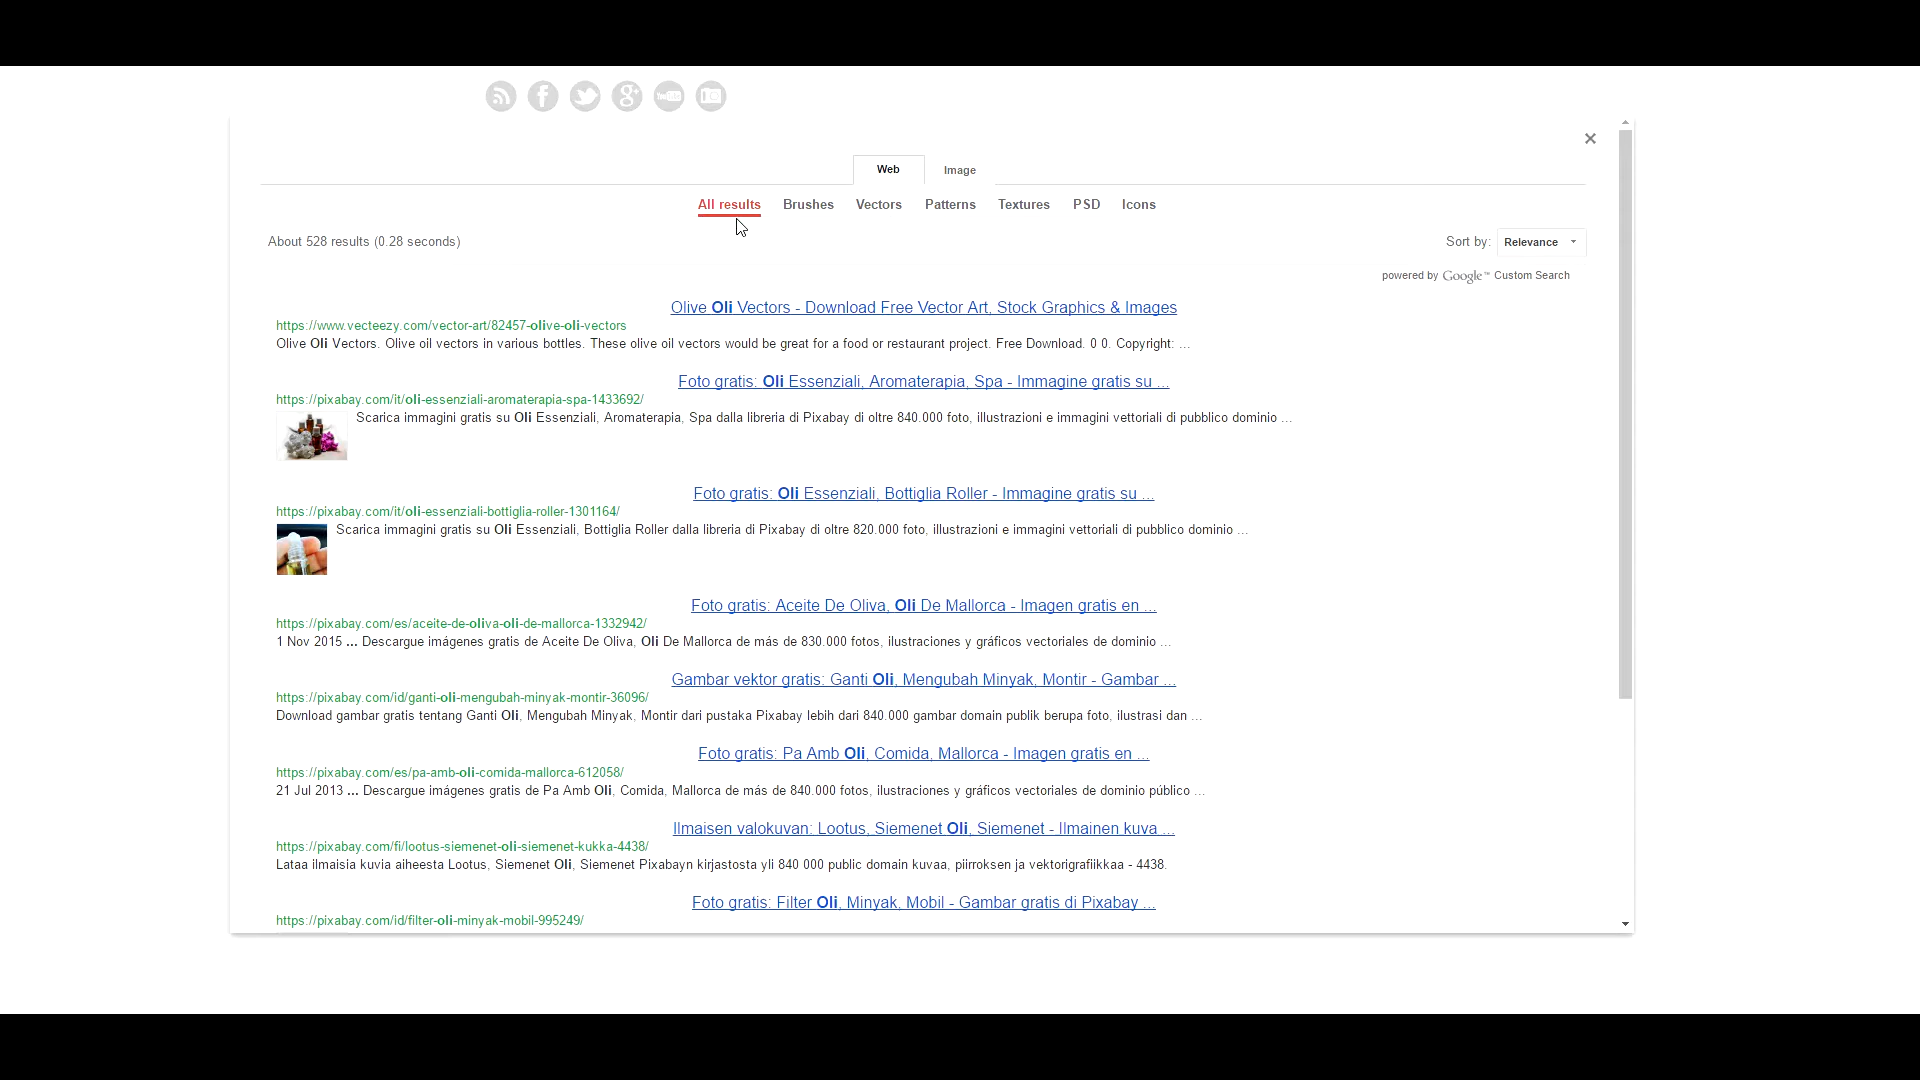 Web Image
All results Brushes Vectors Patterns Textures PSD Icons
About 528 results (0.28 seconds) Sort by: Relevance
powered by Google™ Custom Search
Olive Oli Vectors - Download Free Vector Art, Stock Graphics & Images
https://www.vecteezy.com/vector-art/82457-olive-oli-vectors
Olive Oli Vectors. Olive oil vectors in various bottles. These olive oil vectors would be great for a food or restaurant project. Free Download. 0 0. Copyright: ...
Foto gratis: Oli Essenziali, Aromaterapia, Spa - Immagine gratis su ...
https://pixabay.com/it/oli-essenziali-aromaterapia-spa-1433692/
Scarica immagini gratis su Oli Essenziali, Aromaterapia, Spa dalla libreria di Pixabay di oltre 840.000 foto, illustrazioni e immagini vettoriali di pubblico dominio ...
Foto gratis: Oli Essenziali, Bottiglia Roller - Immagine gratis su ...
https://pixabay.com/it/oli-essenziali-bottiglia-roller-1301164/
Scarica immagini gratis su Oli Essenziali, Bottiglia Roller dalla libreria di Pixabay di oltre 820.000 foto, illustrazioni e immagini vettoriali di pubblico dominio ...
Foto gratis: Aceite De Oliva, Oli De Mallorca - Imagen gratis en ...
https://pixabay.com/es/aceite-de-oliva-oli-de-mallorca-1332942/
1 Nov 2015 ... Descargue imágenes gratis de Aceite De Oliva, Oli De Mallorca de más de 830.000 fotos, ilustraciones y gráficos vectoriales de dominio ...
Gambar vektor gratis: Ganti Oli, Mengubah Minyak, Montir - Gambar ...
https://pixabay.com/id/ganti-oli-mengubah-minyak-montir-36096/
Download gambar gratis tentang Ganti Oli, Mengubah Minyak, Montir dari pustaka Pixabay lebih dari 840.000 gambar domain publik berupa foto, ilustrasi dan ...
Foto gratis: Pa Amb Oli, Comida, Mallorca - Imagen gratis en ...
https://pixabay.com/es/pa-amb-oli-comida-mallorca-612058/
21 Jul 2013 ... Descargue imágenes gratis de Pa Amb Oli, Comida, Mallorca de más de 840.000 fotos, ilustraciones y gráficos vectoriales de dominio público ...
Ilmaisen valokuvan: Lootus, Siemenet Oli, Siemenet - Ilmainen kuva ...
https://pixabay.com/fi/lootus-siemenet-oli-siemenet-kukka-4438/
Lataa ilmaisia kuvia aiheesta Lootus, Siemenet Oli, Siemenet Pixabayn kirjastosta yli 840 000 public domain kuvaa, piirroksen ja vektorigrafiikkaa - 4438.
Foto gratis: Filter Oli, Minyak, Mobil - Gambar gratis di Pixabay ...
https://pixabay.com/id/filter-oli-minyak-mobil-995249/